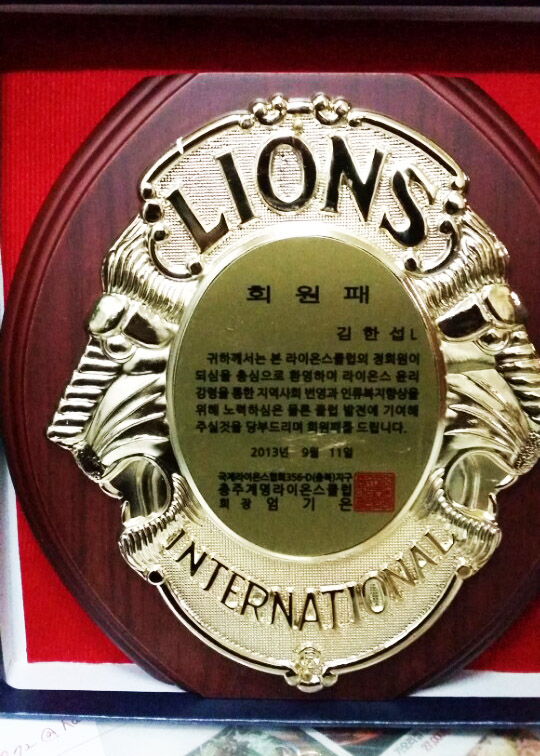 LIONS
회 원 패
김 한 섭 L
귀하께서는 본 라이온스클럽의 정회원이
되심을 충심으로 환영하며 라이온스 윤리
강령을 통한 지역사회 번영과 인류복지향상을
위해 노력하심은 물론 클럽 발전에 기여해
주실것을 당부드리며 회원패를 드립니다.
2013년 9월 11일
국제라이온스협회356-D(충북)지구
충주계명라이온스클럽
회 장 엄 기 은
INTERNATIONAL